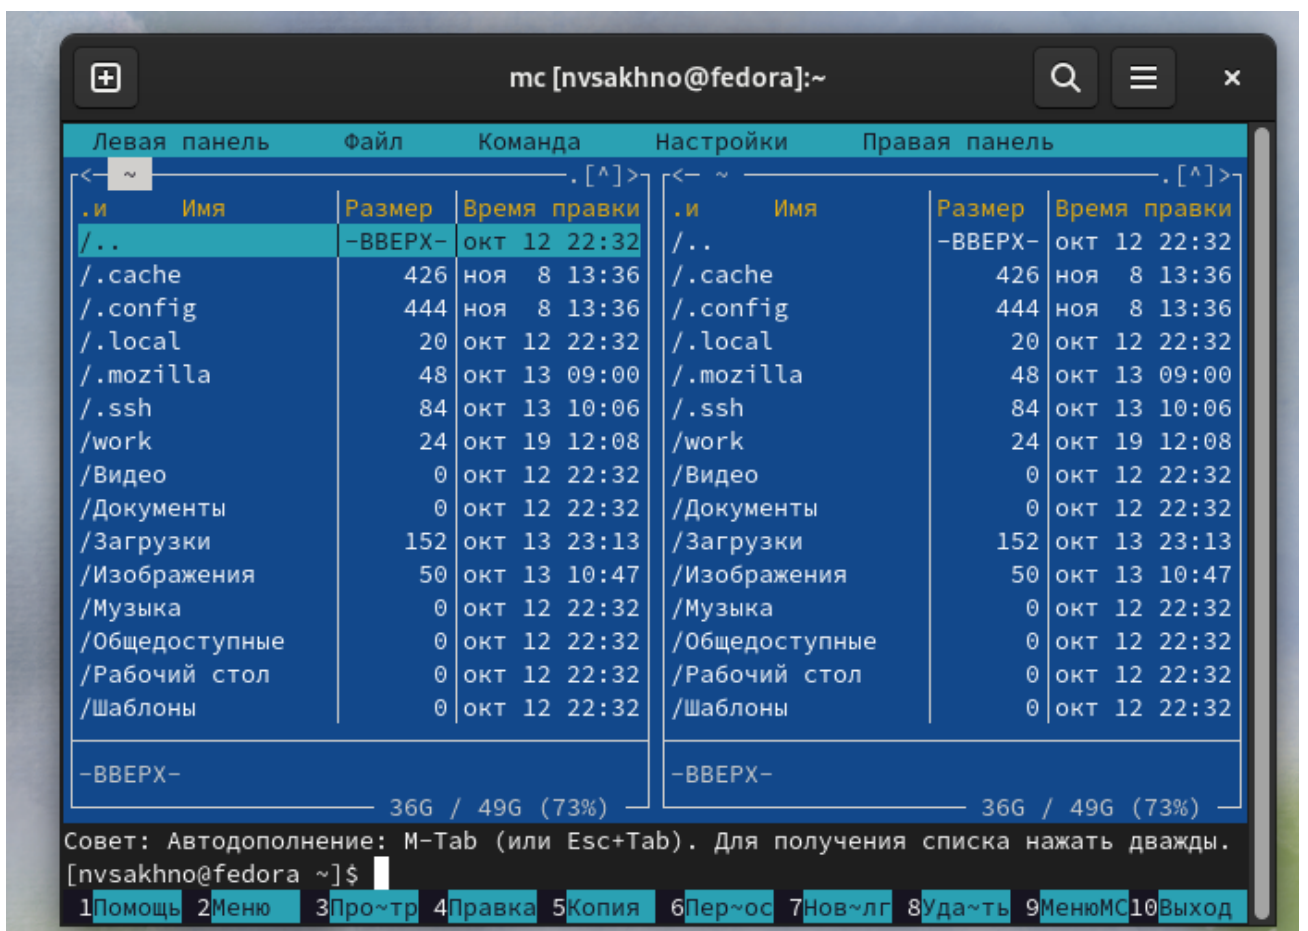 mc [nvsakhno@fedora]:~
Левая панель Файл Команда Настройки Правая панель
<─ ~ ─.[^]>┐ <─ ~ ─.[^]>┐
.и Имя Размер Время правки .и Имя Размер Время правки
/.. -ВВЕРХ- окт 12 22:32 /.. -ВВЕРХ- окт 12 22:32
/.cache 426 ноя 8 13:36 /.cache 426 ноя 8 13:36
/.config 444 ноя 8 13:36 /.config 444 ноя 8 13:36
/.local 20 окт 12 22:32 /.local 20 окт 12 22:32
/.mozilla 48 окт 13 09:00 /.mozilla 48 окт 13 09:00
/.ssh 84 окт 13 10:06 /.ssh 84 окт 13 10:06
/work 24 окт 19 12:08 /work 24 окт 19 12:08
/Видео 0 окт 12 22:32 /Видео 0 окт 12 22:32
/Документы 0 окт 12 22:32 /Документы 0 окт 12 22:32
/Загрузки 152 окт 13 23:13 /Загрузки 152 окт 13 23:13
/Изображения 50 окт 13 10:47 /Изображения 50 окт 13 10:47
/Музыка 0 окт 12 22:32 /Музыка 0 окт 12 22:32
/Общедоступные 0 окт 12 22:32 /Общедоступные 0 окт 12 22:32
/Рабочий стол 0 окт 12 22:32 /Рабочий стол 0 окт 12 22:32
/Шаблоны 0 окт 12 22:32 /Шаблоны 0 окт 12 22:32
-ВВЕРХ- -ВВЕРХ-
36G / 49G (73%) 36G / 49G (73%)
Совет: Автодополнение: M-Tab (или Esc+Tab). Для получения списка нажать дважды.
[nvsakhno@fedora ~]$
1Помощь 2Меню 3Про~тр 4Правка 5Копия 6Пер~ос 7Нов~лг 8Уда~ть 9МенюMC 10Выход